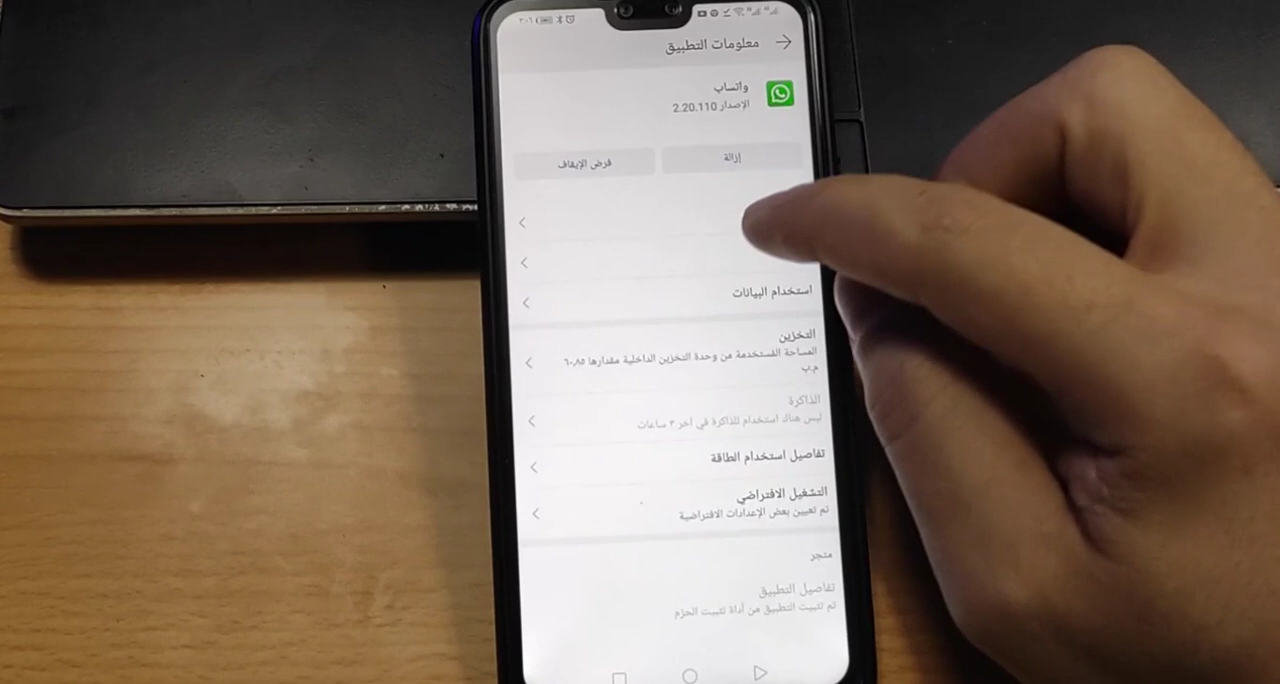 ٣:٠٦
معلومات التطبيق
واتساب
الإصدار 2.20.110
إزالة
فرض الإيقاف
استخدام البيانات
التخزين
المساحة المستخدمة من وحدة التخزين الداخلية مقدارها ٦٠٫٨٥
م.ب
الذاكرة
ليس هناك استخدام للذاكرة في آخر ٣ ساعات
تفاصيل استخدام الطاقة
التشغيل الافتراضي
تم تعيين بعض الإعدادات الافتراضية
متجر
تفاصيل التطبيق
تم تثبيت التطبيق من أداة تثبيت الحزم